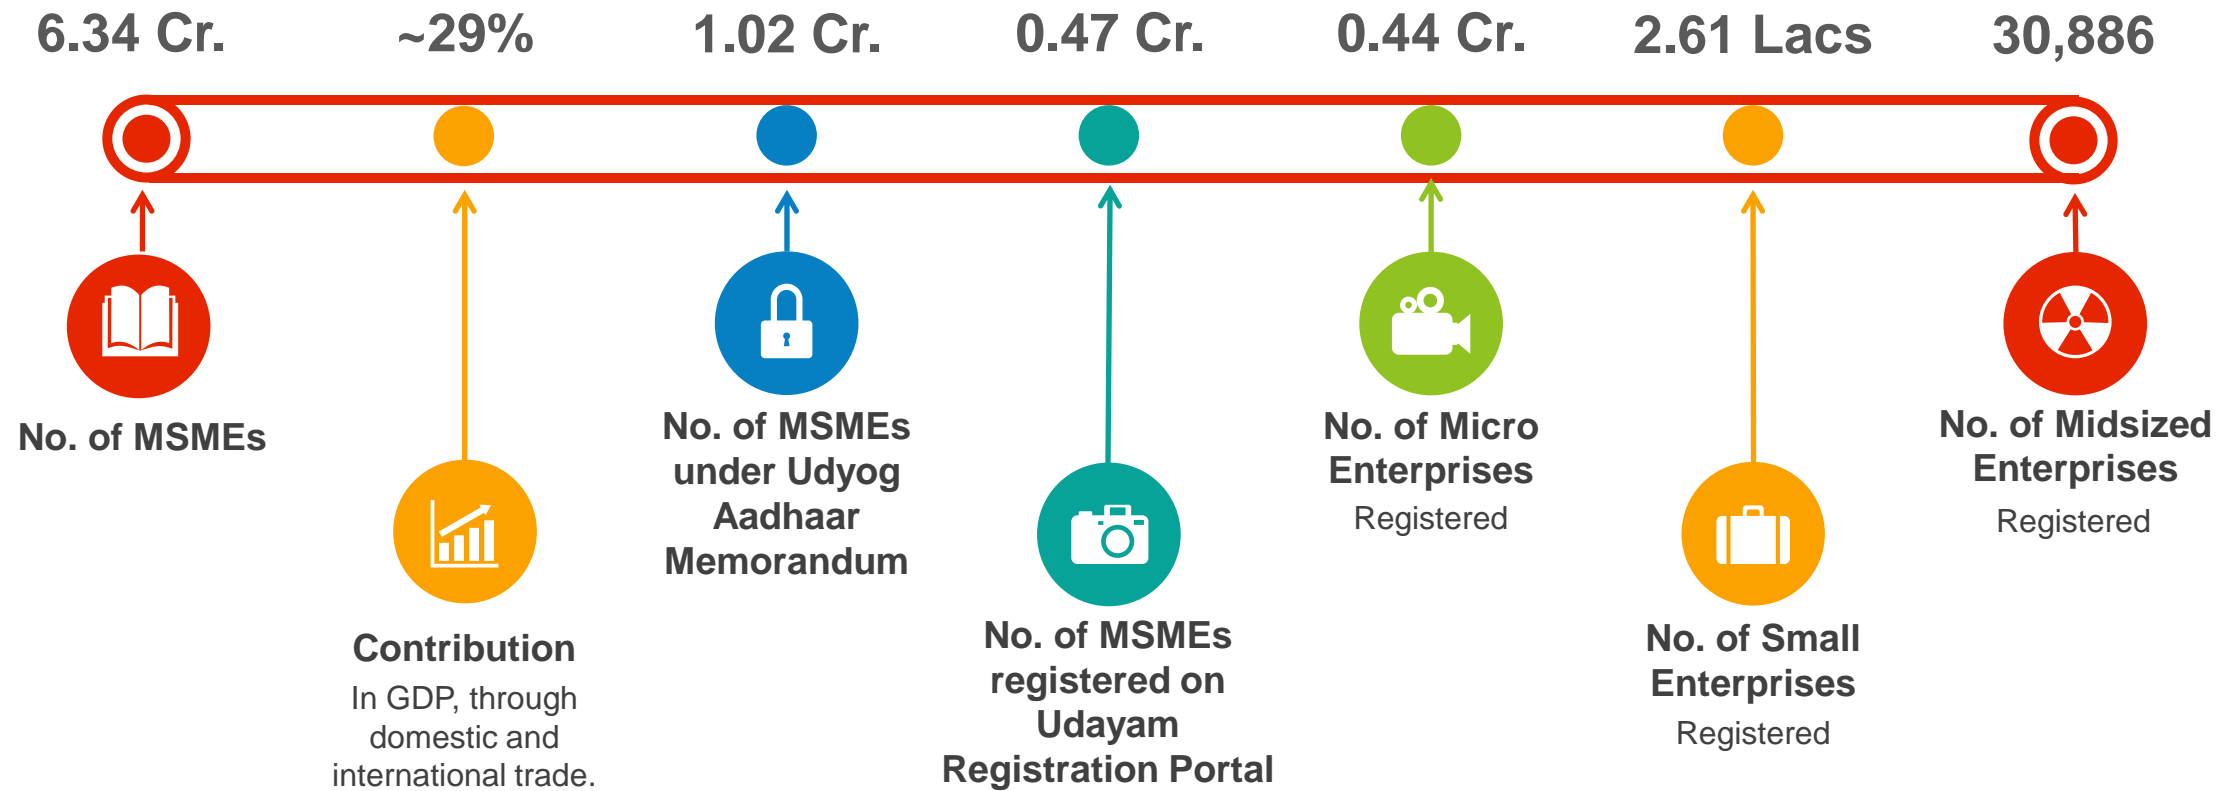 6.34 Cr.
~29%
1.02 Cr.
0.47 Cr.
0.44 Cr.
2.61 Lacs
30,886
No. of MSMEs
Contribution
In GDP, through
domestic and
international trade.
No. of MSMEs
under Udyog
Aadhaar
Memorandum
No. of MSMEs
registered on
Udayam
Registration Portal
No. of Micro
Enterprises
Registered
No. of Small
Enterprises
Registered
No. of Midsized
Enterprises
Registered